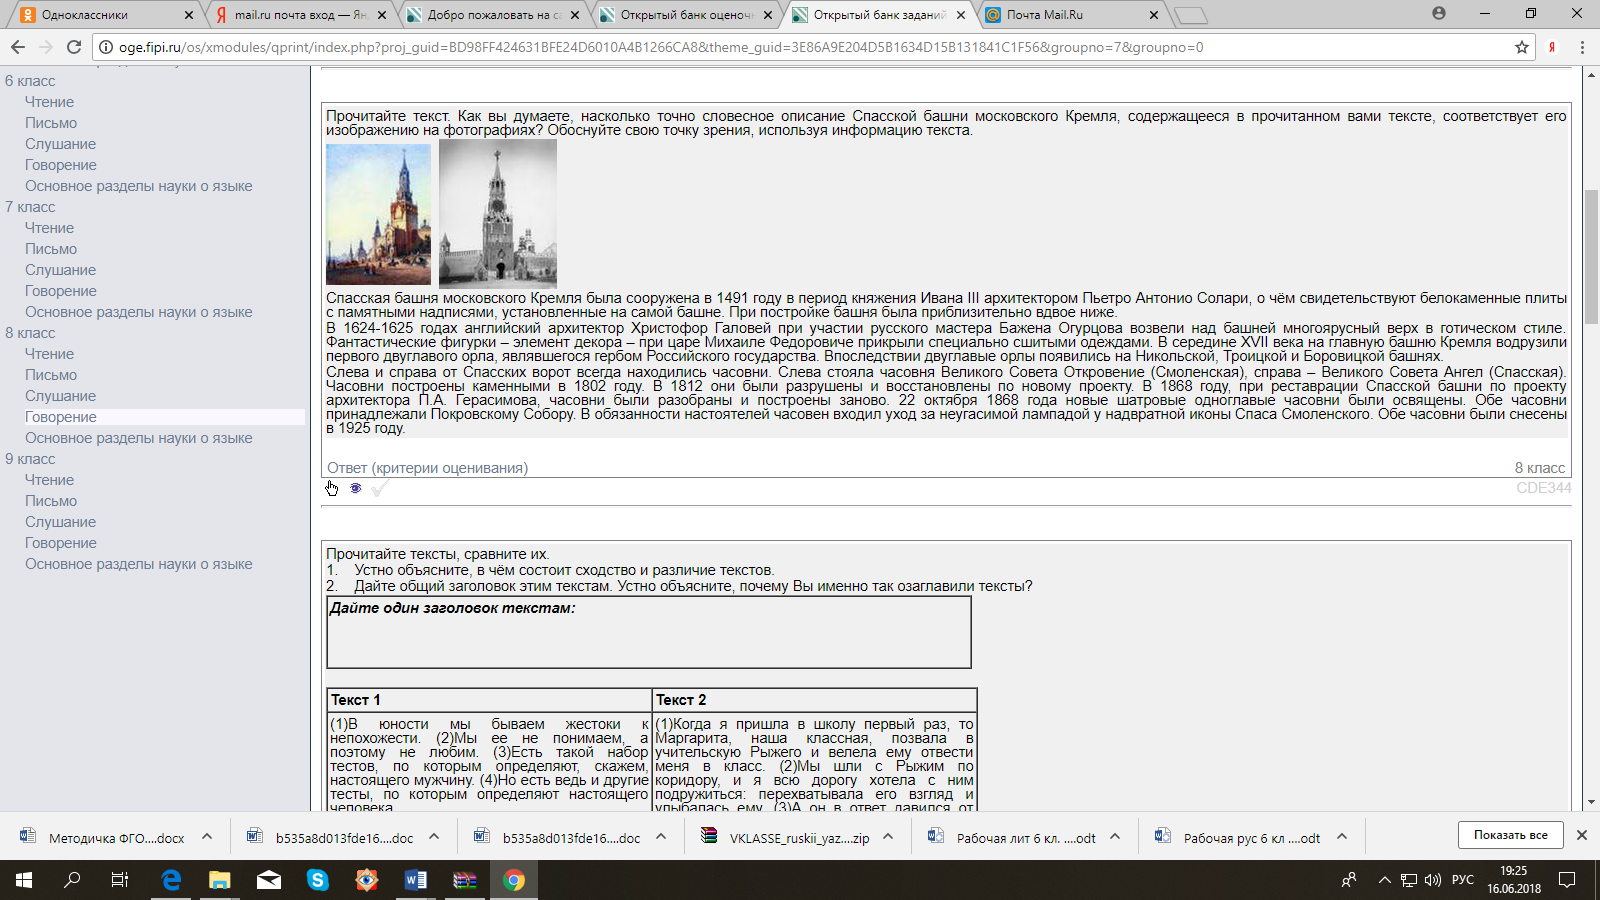 Одноклассники
mail.ru почта вход — Ян
Добро пожаловать на са
Открытый банк оценоч
Открытый банк заданий
Почта Mail.Ru
oge.fipi.ru/os/xmodules/qprint/index.php?proj_guid=BD98FF424631BFE24D6010A4B1266CA8&theme_guid=3E86A9E204D5B1634D15B131841C1F56&groupno=7&groupno=0
6 класс
Чтение
Письмо
Слушание
Говорение
Основное разделы науки о языке
7 класс
Чтение
Письмо
Слушание
Говорение
Основное разделы науки о языке
8 класс
Чтение
Письмо
Слушание
Говорение
Основное разделы науки о языке
9 класс
Чтение
Письмо
Слушание
Говорение
Основное разделы науки о языке
Прочитайте текст. Как вы думаете, насколько точно словесное описание Спасской башни московского Кремля, содержащееся в прочитанном вами тексте, соответствует его
изображению на фотографиях? Обоснуйте свою точку зрения, используя информацию текста.
Спасская башня московского Кремля была сооружена в 1491 году в период княжения Ивана III архитектором Пьетро Антонио Солари, о чём свидетельствуют белокаменные плиты
с памятными надписями, установленные на самой башне. При постройке башня была приблизительно вдвое ниже.
В 1624-1625 годах английский архитектор Христофор Галовей при участии русского мастера Бажена Огурцова возвели над башней многоярусный верх в готическом стиле.
Фантастические фигурки – элемент декора – при царе Михаиле Федоровиче прикрыли специально сшитыми одеждами. В середине XVII века на главную башню Кремля водрузили
первого двуглавого орла, являвшегося гербом Российского государства. Впоследствии двуглавые орлы появились на Никольской, Троицкой и Боровицкой башнях.
Слева и справа от Спасских ворот всегда находились часовни. Слева стояла часовня Великого Совета Откровение (Смоленская), справа – Великого Совета Ангел (Спасская).
Часовни построены каменными в 1802 году. В 1812 они были разрушены и восстановлены по новому проекту. В 1868 году, при реставрации Спасской башни по проекту
архитектора П.А. Герасимова, часовни были разобраны и построены заново. 22 октября 1868 года новые шатровые одноглавые часовни были освящены. Обе часовни
принадлежали Покровскому Собору. В обязанности настоятелей часовен входил уход за неугасимой лампадой у надвратной иконы Спаса Смоленского. Обе часовни были снесены
в 1925 году.
Ответ (критерии оценивания)
8 класс
CDE344
Прочитайте тексты, сравните их.
1. Устно объясните, в чём состоит сходство и различие текстов.
2. Дайте общий заголовок этим текстам. Устно объясните, почему Вы именно так озаглавили тексты?
Дайте один заголовок текстам:
Текст 1
(1)В юности мы бываем жестоки к
непохожести. (2)Мы ее не понимаем, а
поэтому не любим. (3)Есть такой набор
тестов, по которым определяют, скажем,
настоящего мужчину. (4)Но есть ведь и другие
тесты, по которым определяют настоящего
человека.
Текст 2
(1)Когда я пришла в школу первый раз, то
Маргарита, наша классная, позвала в
учительскую Рыжего и велела ему отвести
меня в класс. (2)Мы шли с Рыжим по
коридору, и я всю дорогу хотела с ним
подружиться: перехватывала его взгляд и
улыбалась ему. (3)А он в ответ давился от
Методичка ФГО....docx
b535a8d013fde16....doc
b535a8d013fde16....doc
VKLASSE_ruskii_yaz....zip
Рабочая лит 6 кл. ....odt
Рабочая рус 6 кл ....odt
Показать все
РУС
19:25
16.06.2018